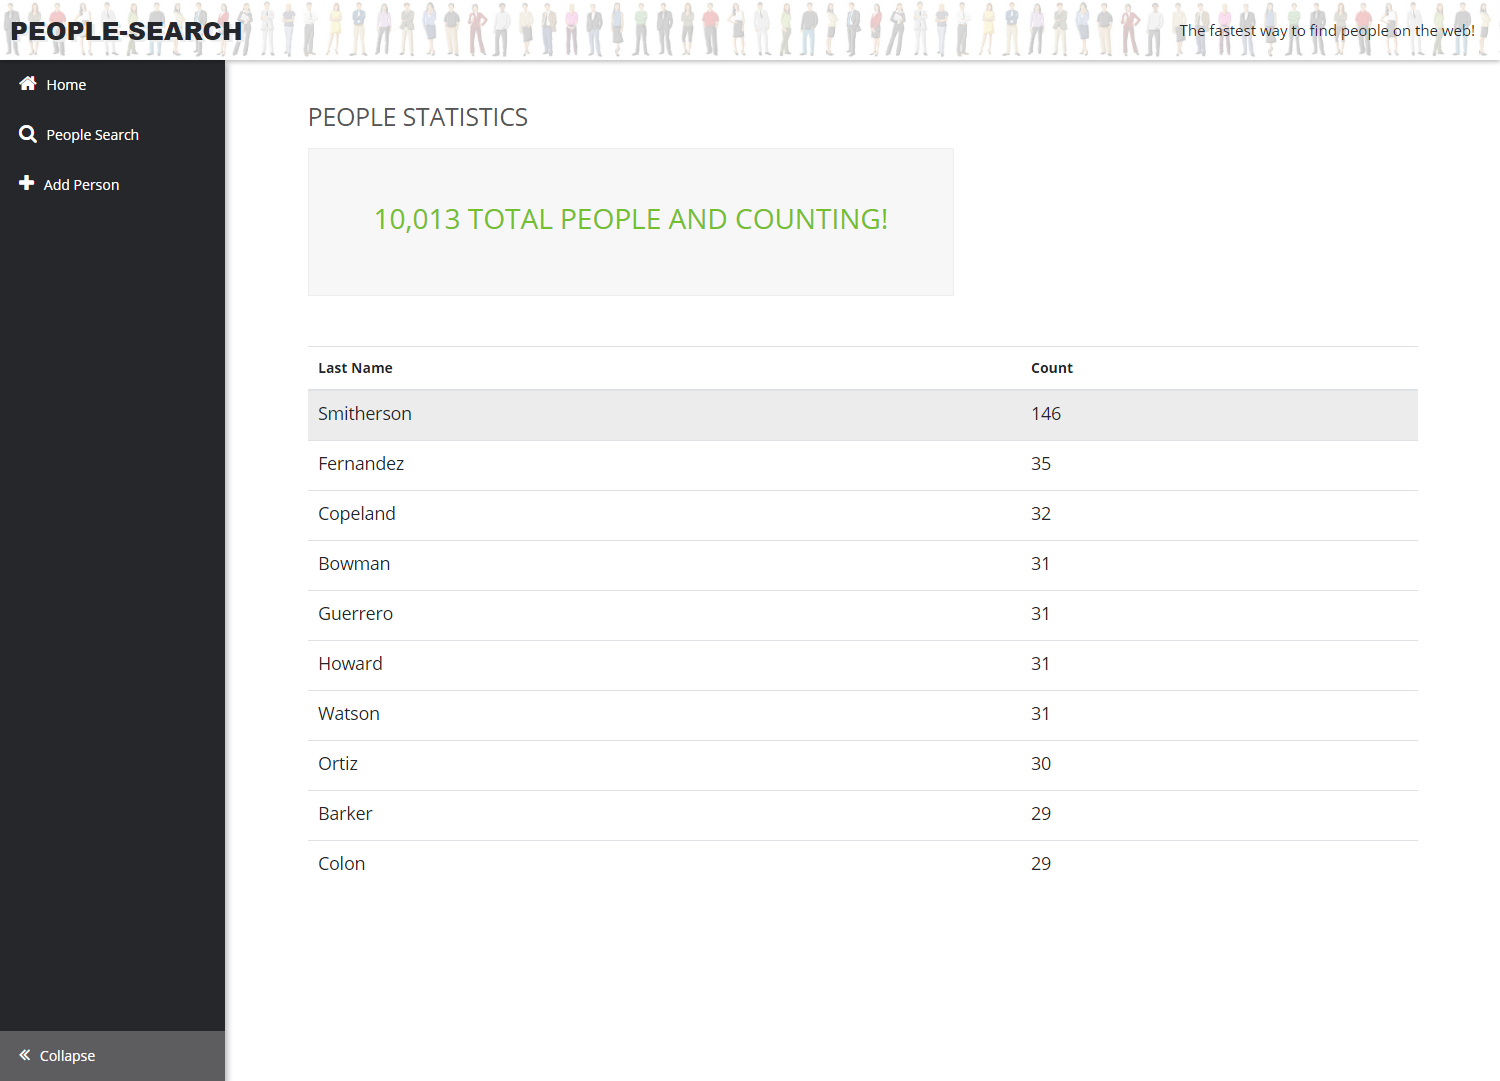 PEOPLE-SEARCH
The fastest way to find people on the web!
Home
People Search
Add Person
PEOPLE STATISTICS
10,013 TOTAL PEOPLE AND COUNTING!
Last Name Count
Smitherson 146
Fernandez 35
Copeland 32
Bowman 31
Guerrero 31
Howard 31
Watson 31
Ortiz 30
Barker 29
Colon 29
Collapse